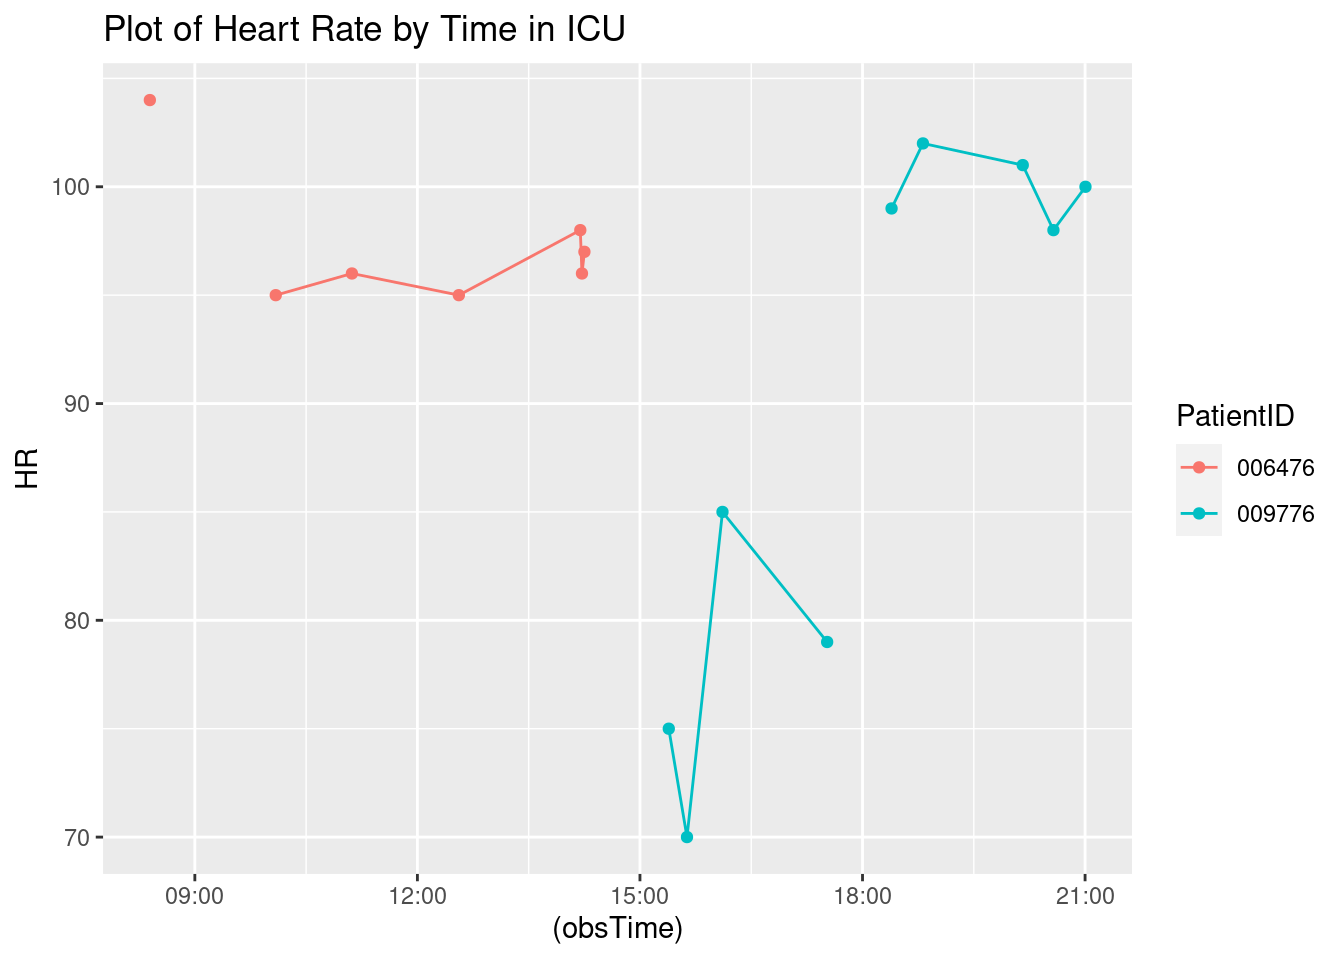 Plot of Heart Rate by Time in ICU
100
90
80
70
HR
09:00 12:00 15:00 18:00 21:00
(obsTime)
PatientID
006476
009776